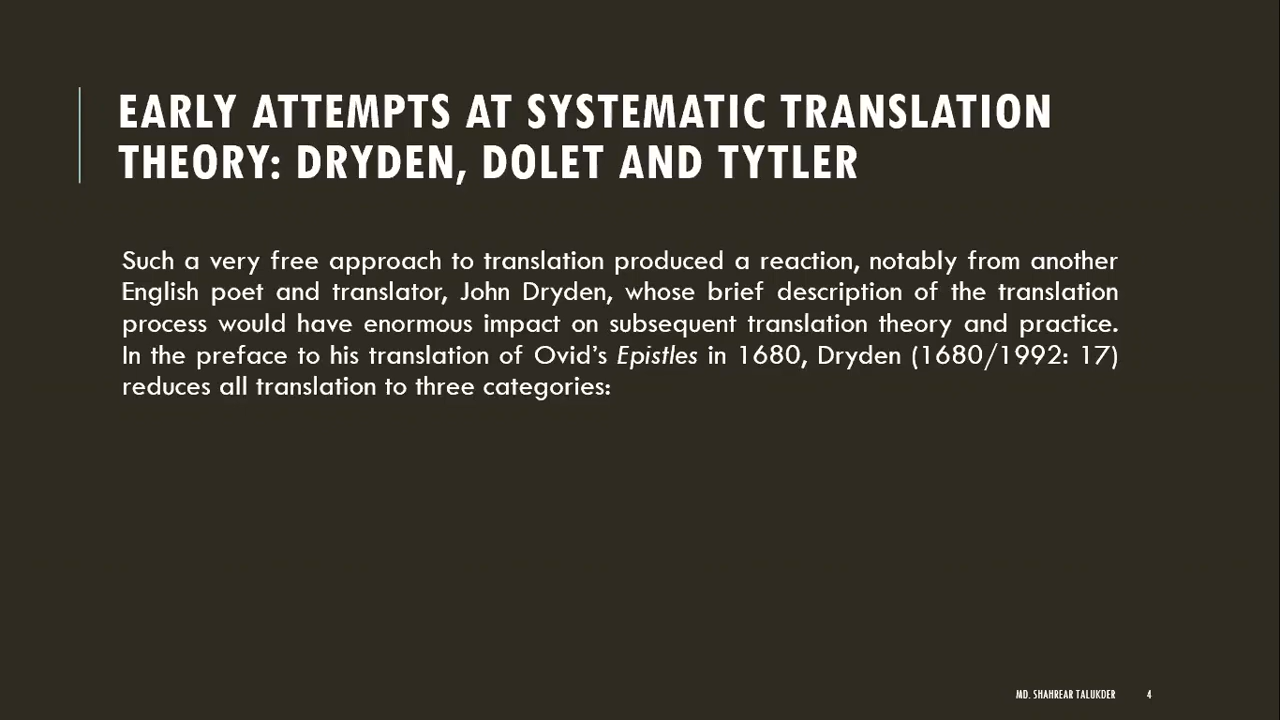 EARLY ATTEMPTS AT SYSTEMATIC TRANSLATION
THEORY: DRYDEN, DOLET AND TYTLER
Such a very free approach to translation produced a reaction, notably from another
English poet and translator, John Dryden, whose brief description of the translation
process would have enormous impact on subsequent translation theory and practice.
In the preface to his translation of Ovid's Epistles in 1680, Dryden (1680/1992: 17)
reduces all translation to three categories:
MD. SHAHREAR TALUKDER 4